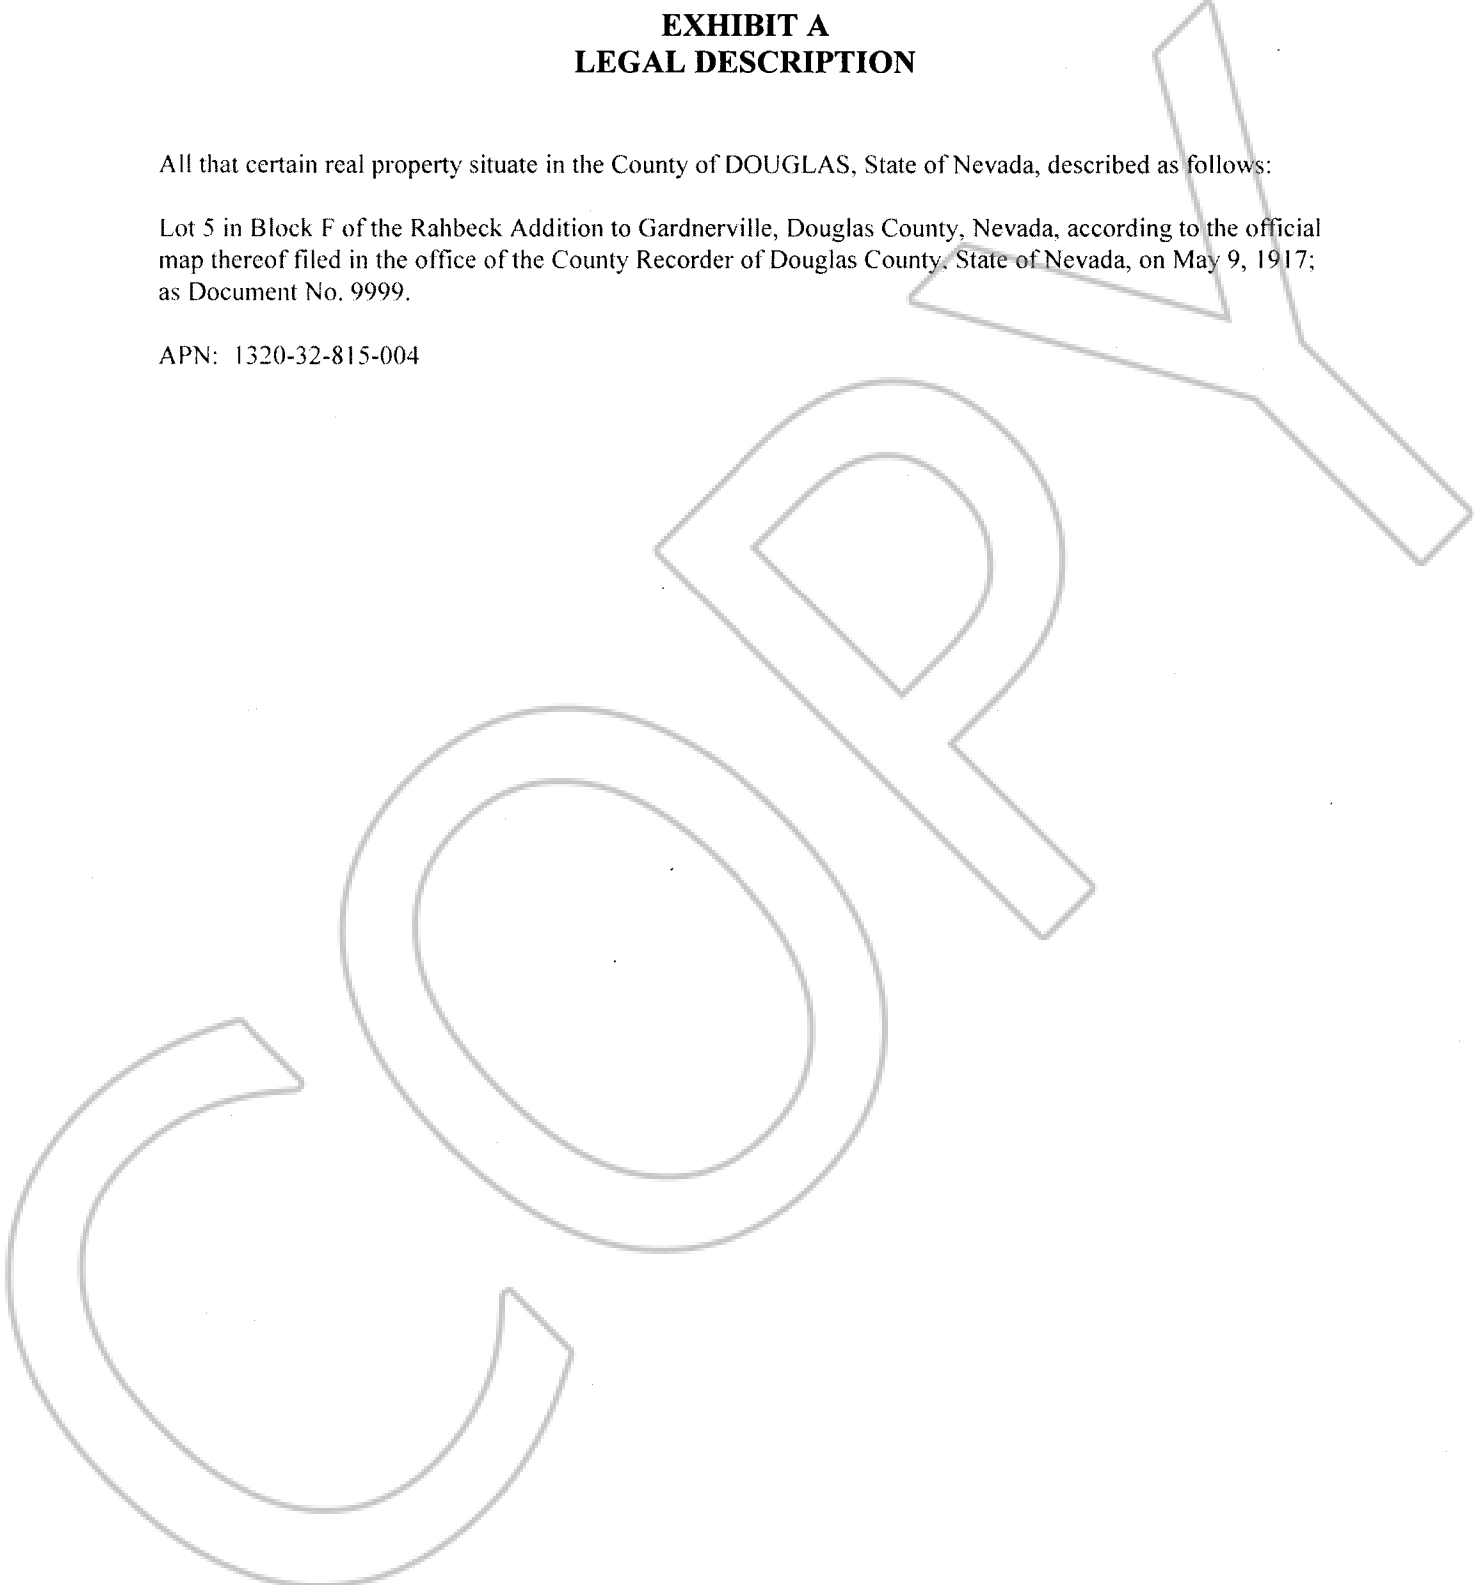 EXHIBIT A
LEGAL DESCRIPTION
All that certain real property situate in the County of DOUGLAS, State of Nevada, described as follows:
Lot 5 in Block F of the Rahbeck Addition to Gardnerville, Douglas County, Nevada, according to the official
map thereof filed in the office of the County Recorder of Douglas County, State of Nevada, on May 9, 1917;
as Document No. 9999.
APN: 1320-32-815-004
COPY